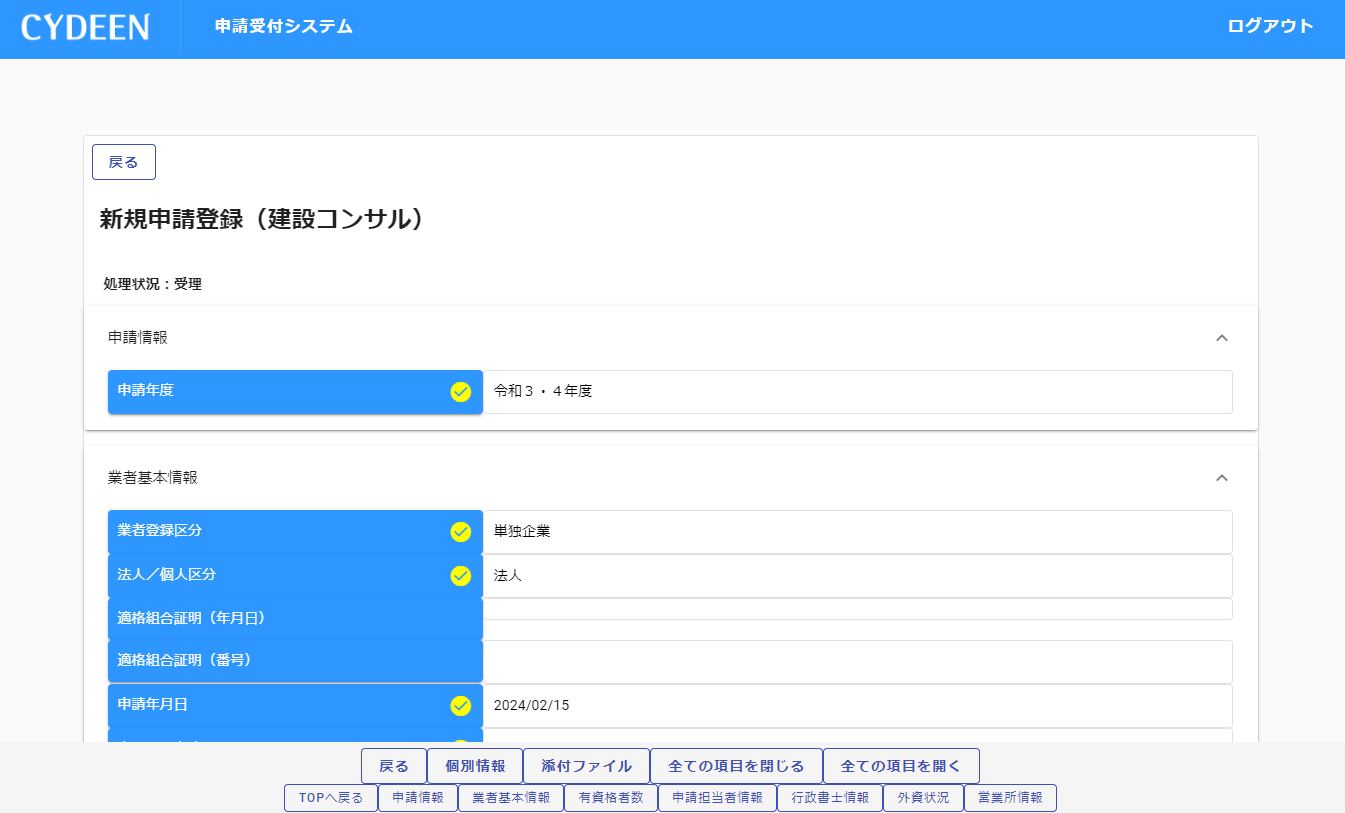 CYDEEN 申請受付システム ログアウト
戻る
新規申請登録（建設コンサル）
処理状況：受理
申請情報
申請年度 令和３・４年度
業者基本情報
業者登録区分 単独企業
法人／個人区分 法人
適格組合証明（年月日）
適格組合証明（番号）
申請年月日 2024/02/15
戻る 個別情報 添付ファイル 全ての項目を閉じる 全ての項目を開く
TOPへ戻る 申請情報 業者基本情報 有資格者数 申請担当者情報 行政書士情報 外資状況 営業所情報